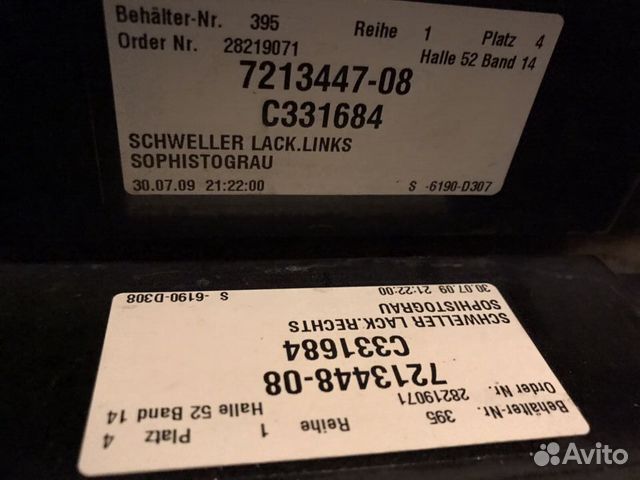 Behälter-Nr. 395 Reihe 1 Platz 4
Order Nr. 28219071 Halle 52 Band 14
7213447-08
C331684
SCHWELLER LACK.LINKS
SOPHISTOGRAU
30.07.09 21:22:00 S -6190-D307
Behälter-Nr. 395 Reihe 1 Platz 4
Order Nr. 28219071 Halle 52 Band 14
7213448-08
C331684
SCHWELLER LACK.RECHTS
SOPHISTOGRAU
30.07.09 21:22:00 S -6190-D308
Avito